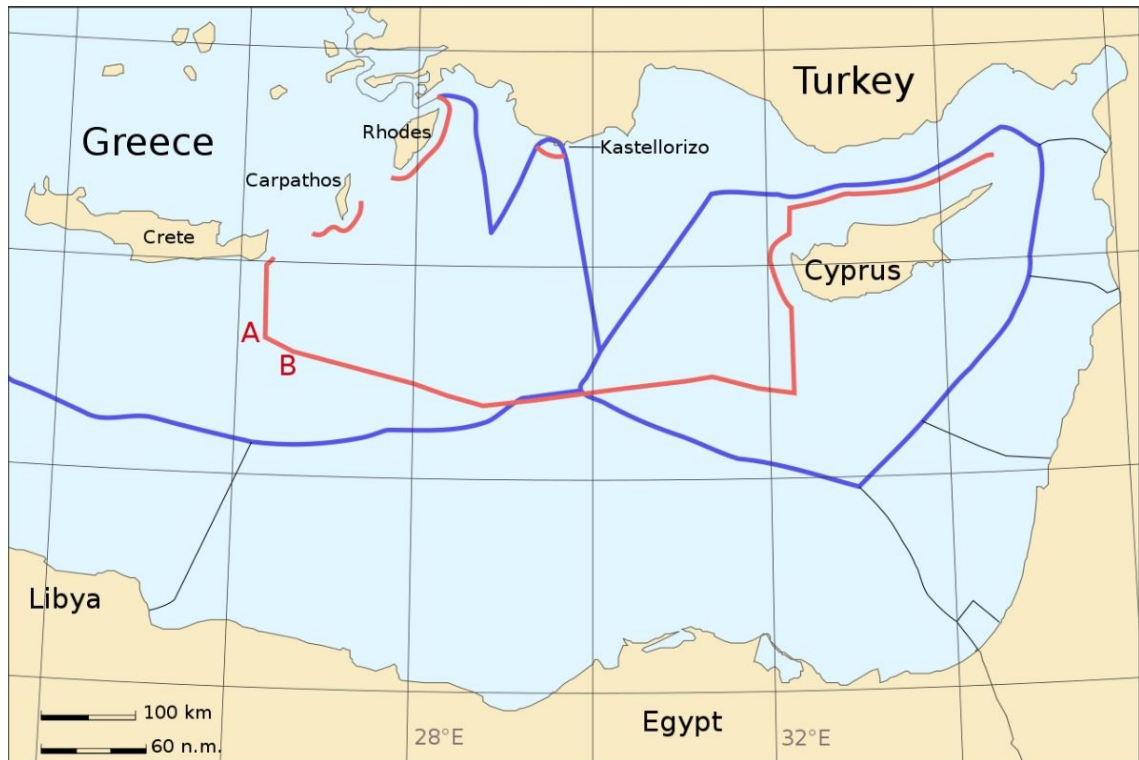 Turkey
Greece
Rhodes
Kastellorizo
Carpathos
Crete
Cyprus
A
B
Libya
100 km
60 n.m.
Egypt
28°E
32°E